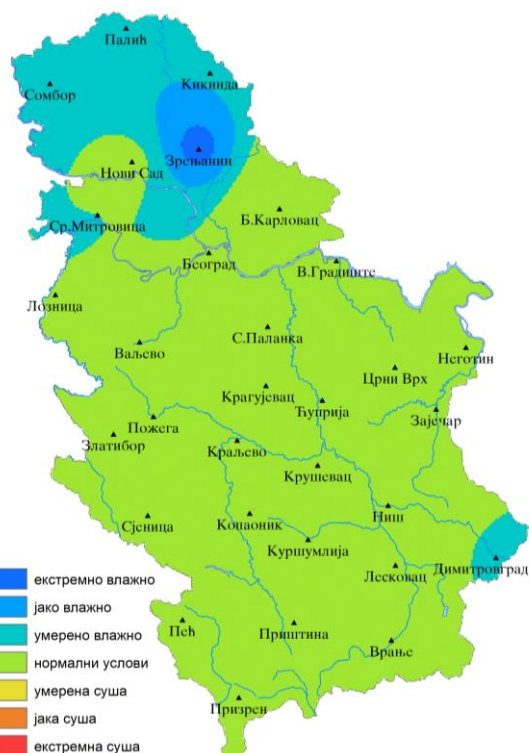 Палић
Кикинда
Сомбор
Зрењанин
Нови Сад
Ср.Митровица
Б.Карловац
Београд
В.Градиште
Лозница
С.Паланка
Ваљево
Неготин
Црни Врх
Крагујевац
Ћуприја
Зајечар
Пожега
Златибор
Краљево
Крушевац
Ниш
Сјеница
Копаоник
Куршумлија
Димитровград
Лесковац
Пећ
Приштина
Врање
Призрен
екстремно влажно
јако влажно
умерено влажно
нормални услови
умерена суша
јака суша
екстремна суша